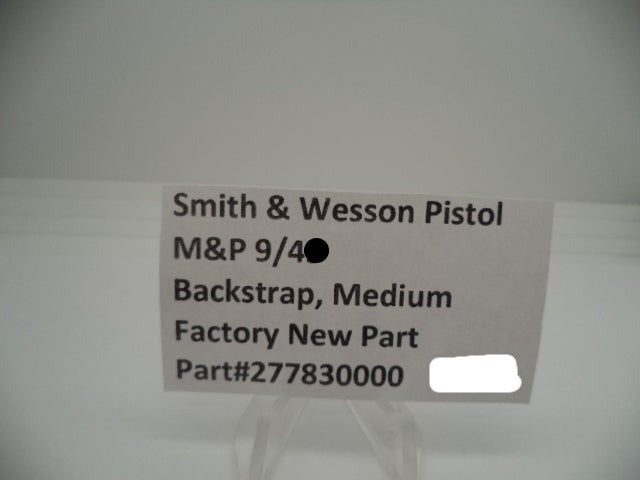 Smith & Wesson Pistol
M&P 9/4
Backstrap, Medium
Factory New Part
Part#277830000